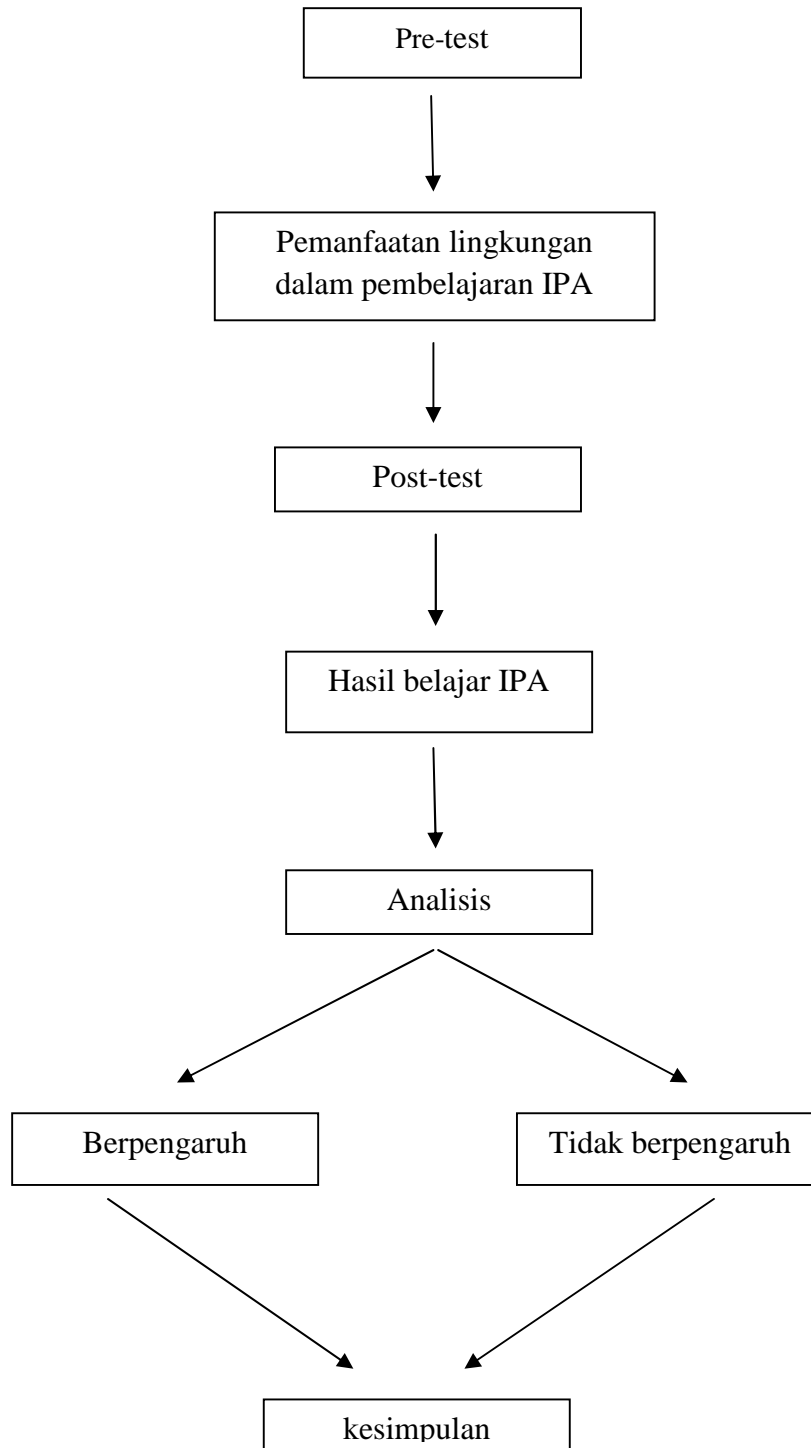 Pre-test
Pemanfaatan lingkungan
dalam pembelajaran IPA
Post-test
Hasil belajar IPA
Analisis
Berpengaruh
Tidak berpengaruh
kesimpulan